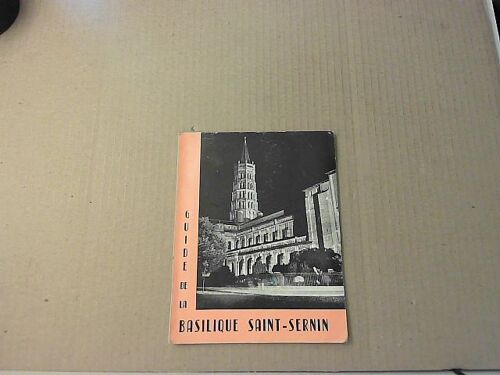 GUIDE DE LA
BASILIQUE SAINT-SERNIN